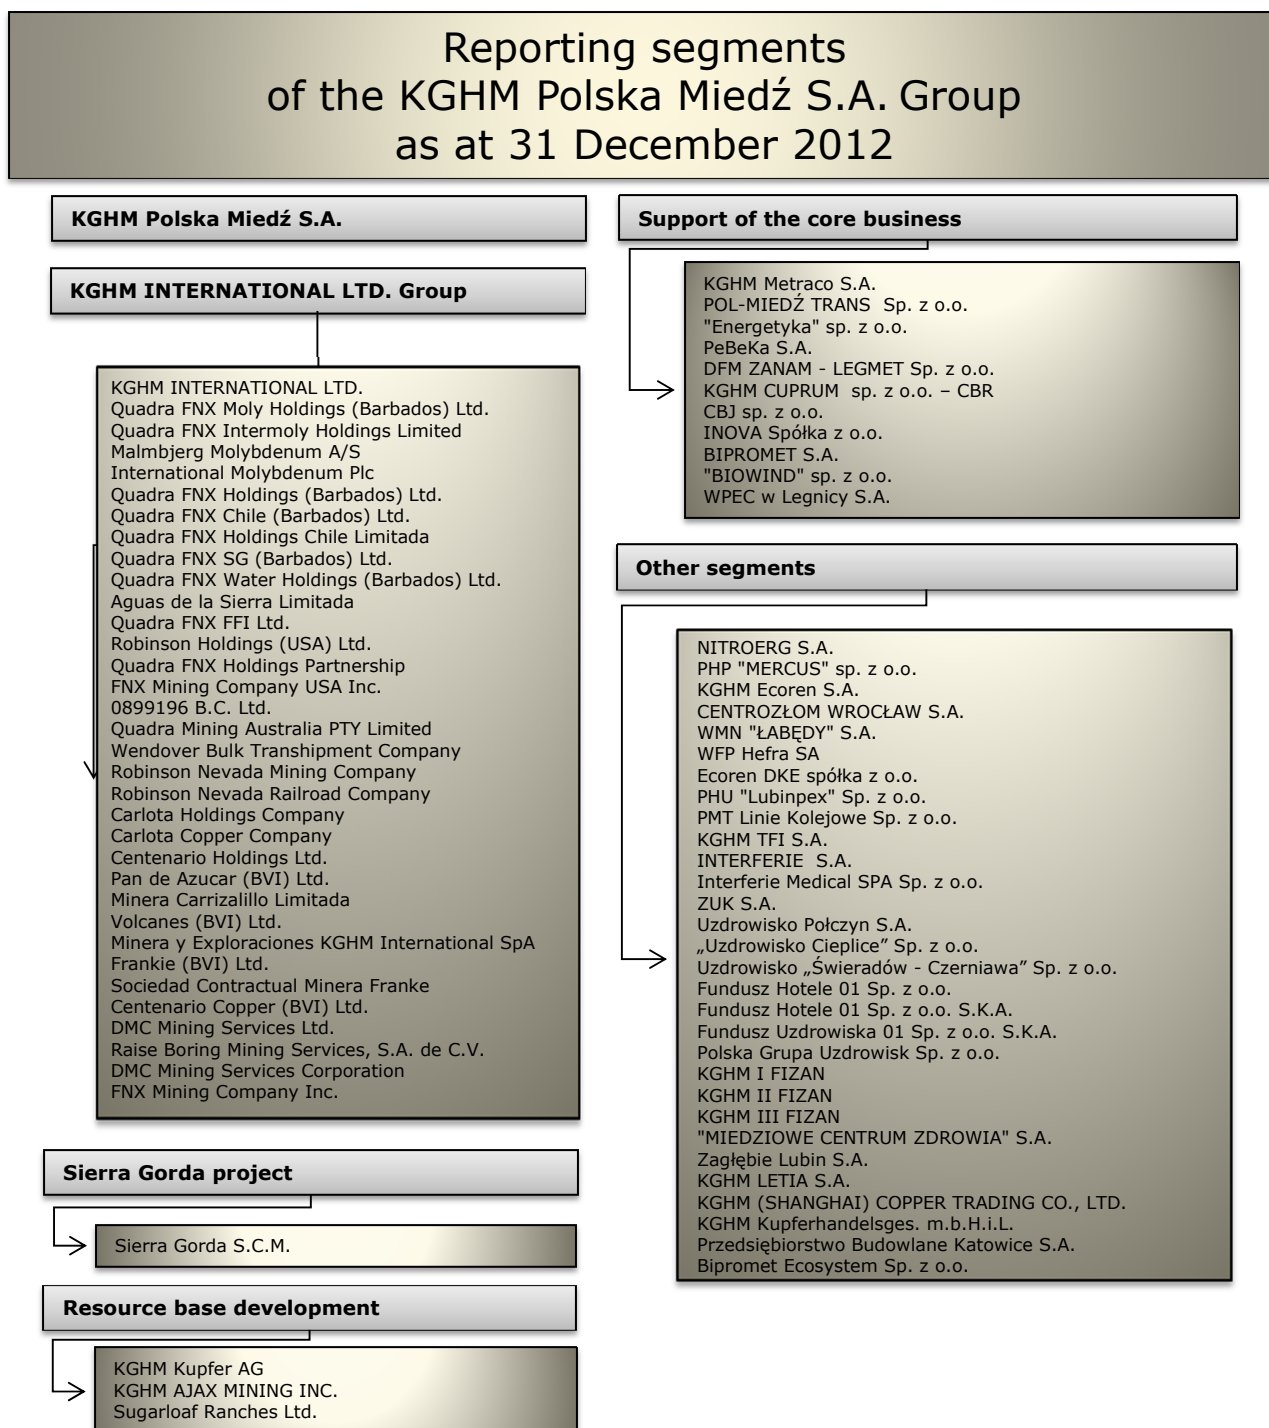 Reporting segments
of the KGHM Polska Miedź S.A. Group
as at 31 December 2012
KGHM Polska Miedź S.A.
KGHM INTERNATIONAL LTD. Group
KGHM INTERNATIONAL LTD.
Quadra FNX Moly Holdings (Barbados) Ltd.
Quadra FNX Intermoly Holdings Limited
Malmbjerg Molybdenum A/S
International Molybdenum Plc
Quadra FNX Holdings (Barbados) Ltd.
Quadra FNX Chile (Barbados) Ltd.
Quadra FNX Holdings Chile Limitada
Quadra FNX SG (Barbados) Ltd.
Quadra FNX Water Holdings (Barbados) Ltd.
Aguas de la Sierra Limitada
Quadra FNX FFI Ltd.
Robinson Holdings (USA) Ltd.
Quadra FNX Holdings Partnership
FNX Mining Company USA Inc.
0899196 B.C. Ltd.
Quadra Mining Australia PTY Limited
Wendover Bulk Transhipment Company
Robinson Nevada Mining Company
Robinson Nevada Railroad Company
Carlota Holdings Company
Carlota Copper Company
Centenario Holdings Ltd.
Pan de Azucar (BVI) Ltd.
Minera Carrizalillo Limitada
Volcanes (BVI) Ltd.
Minera y Exploraciones KGHM International SpA
Frankie (BVI) Ltd.
Sociedad Contractual Minera Franke
Centenario Copper (BVI) Ltd.
DMC Mining Services Ltd.
Raise Boring Mining Services, S.A. de C.V.
DMC Mining Services Corporation
FNX Mining Company Inc.
Sierra Gorda project
Sierra Gorda S.C.M.
Resource base development
KGHM Kupfer AG
KGHM AJAX MINING INC.
Sugarloaf Ranches Ltd.
Support of the core business
KGHM Metraco S.A.
POL-MIEDŹ TRANS Sp. z o.o.
"Energetyka" sp. z o.o.
PeBeKa S.A.
DFM ZANAM - LEGMET Sp. z o.o.
KGHM CUPRUM sp. z o.o. – CBR
CBJ sp. z o.o.
INOVA Spółka z o.o.
BIPROMET S.A.
"BIOWIND" sp. z o.o.
WPEC w Legnicy S.A.
Other segments
NITROERG S.A.
PHP "MERCUS" sp. z o.o.
KGHM Ecoren S.A.
CENTROZŁOM WROCŁAW S.A.
WMN "ŁABĘDY" S.A.
WFP Hefra SA
Ecoren DKE spółka z o.o.
PHU "Lubinpex" Sp. z o.o.
PMT Linie Kolejowe Sp. z o.o.
KGHM TFI S.A.
INTERFERIE S.A.
Interferie Medical SPA Sp. z o.o.
ZUK S.A.
Uzdrowisko Połczyn S.A.
„Uzdrowisko Cieplice” Sp. z o.o.
Uzdrowisko „Świeradów - Czerniawa” Sp. z o.o.
Fundusz Hotele 01 Sp. z o.o.
Fundusz Hotele 01 Sp. z o.o. S.K.A.
Fundusz Uzdrowiska 01 Sp. z o.o. S.K.A.
Polska Grupa Uzdrowisk Sp. z o.o.
KGHM I FIZAN
KGHM II FIZAN
KGHM III FIZAN
"MIEDZIOWE CENTRUM ZDROWIA" S.A.
Zagłębie Lubin S.A.
KGHM LETIA S.A.
KGHM (SHANGHAI) COPPER TRADING CO., LTD.
KGHM Kupferhandelsges. m.b.H.i.L.
Przedsiębiorstwo Budowlane Katowice S.A.
Bipromet Ecosystem Sp. z o.o.